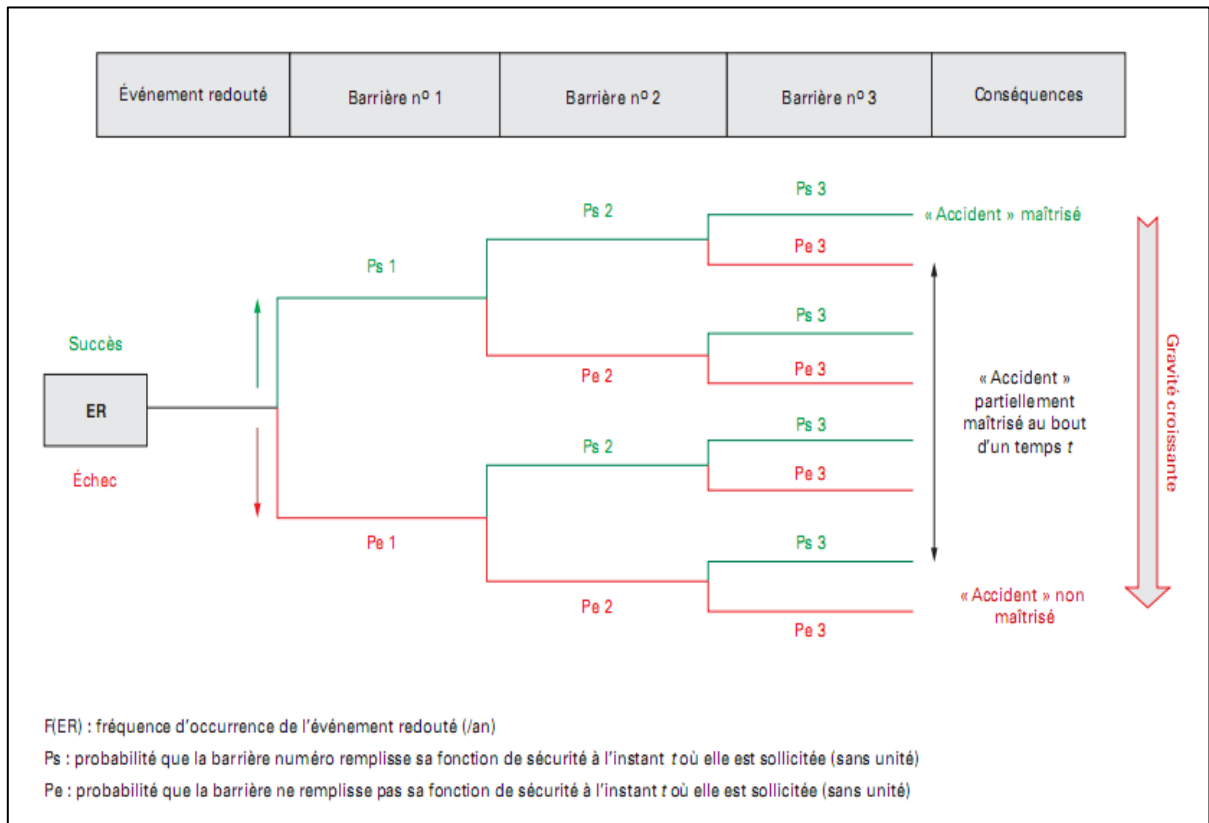 Événement redouté
Barrière nº 1
Barrière nº 2
Barrière nº 3
Conséquences
Ps 3
« Accident » maîtrisé
Ps 2
Pe 3
Ps 1
Ps 3
Succès
Pe 2
Pe 3
ER
« Accident »
partiellement
maîtrisé au bout
d'un temps t
Gravité croissante
Ps 3
Ps 2
Échec
Pe 3
Pe 1
Ps 3
Pe 2
« Accident » non
maîtrisé
Pe 3
F(ER) : fréquence d'occurrence de l'événement redouté (/an)
Ps : probabilité que la barrière numéro remplisse sa fonction de sécurité à l'instant t où elle est sollicitée (sans unité)
Pe : probabilité que la barrière ne remplisse pas sa fonction de sécurité à l'instant t où elle est sollicitée (sans unité)